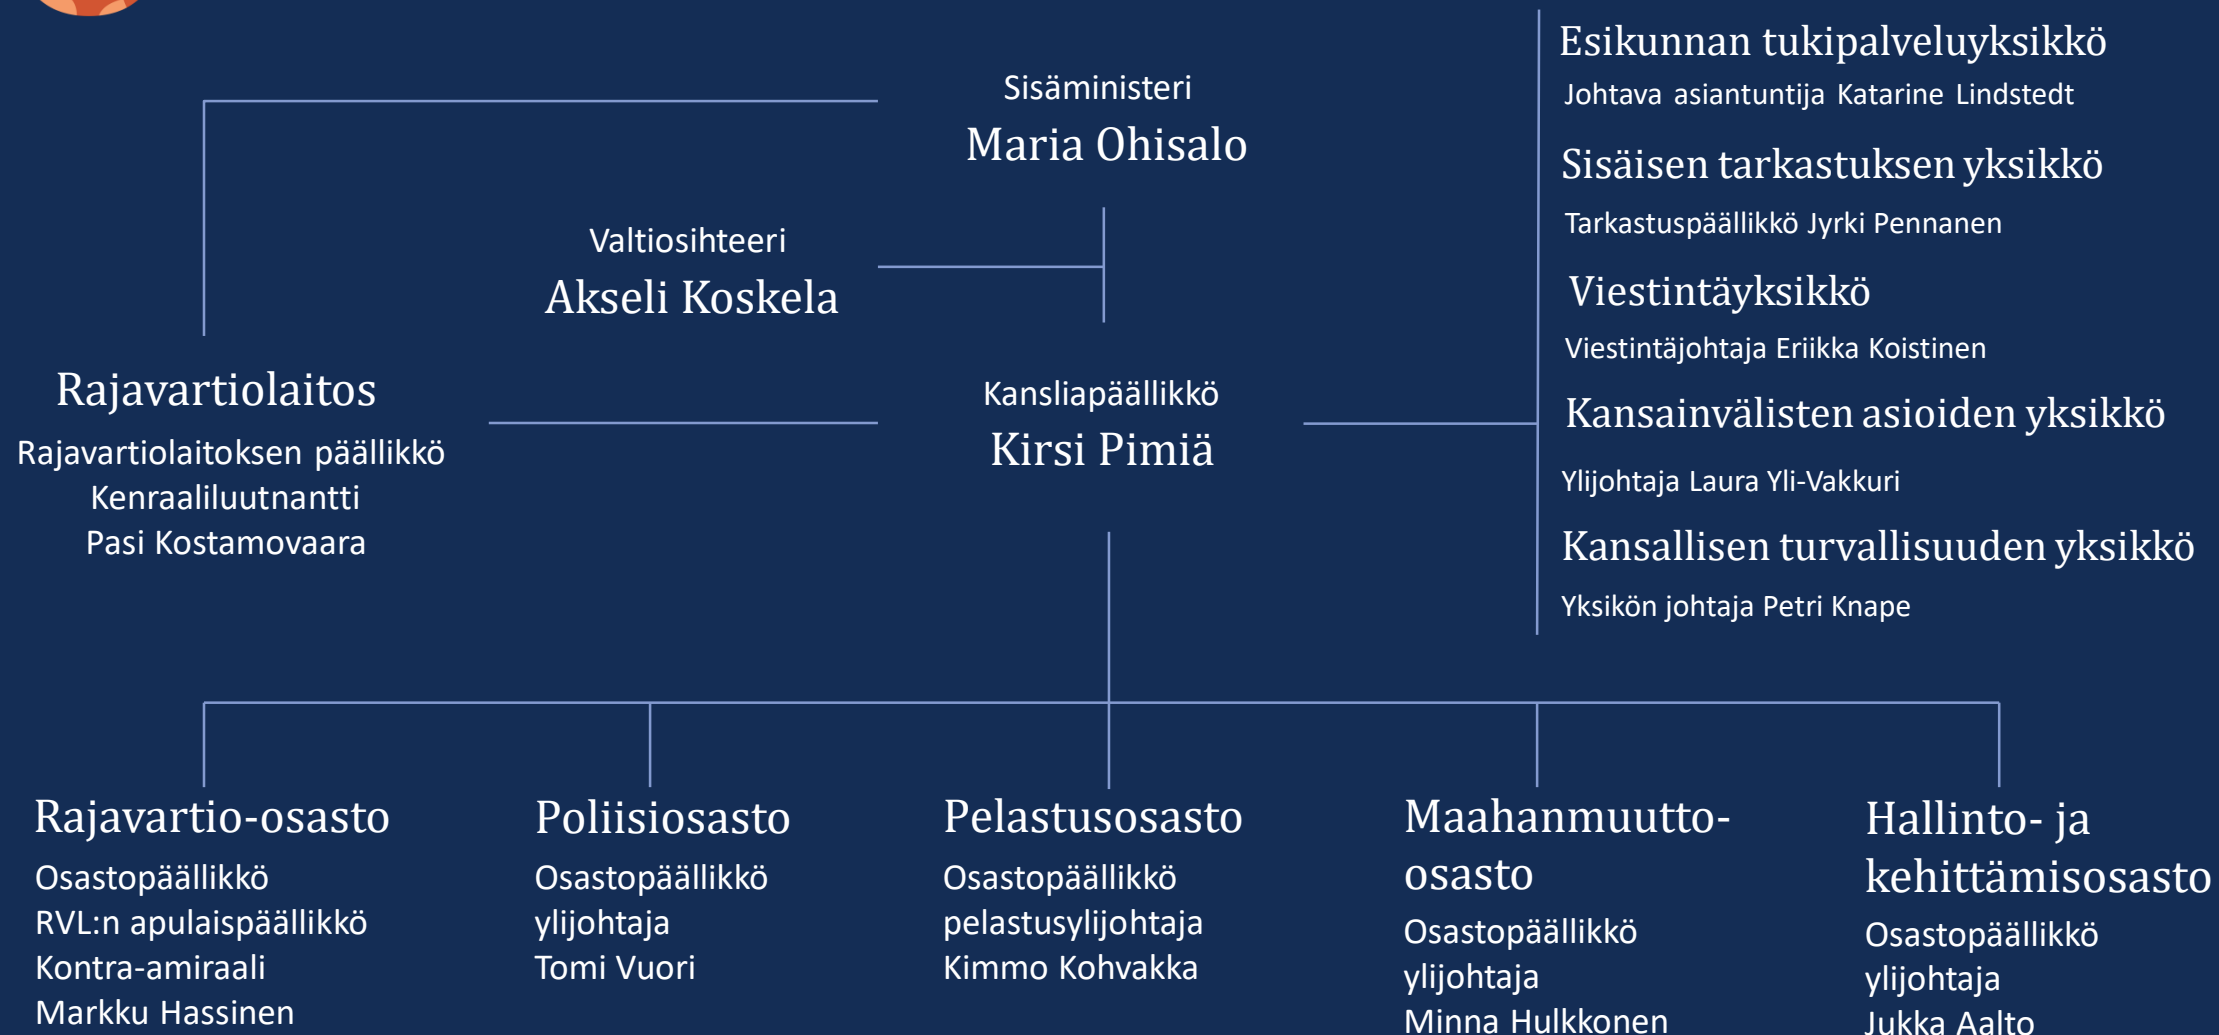 Sisäministeri
Maria Ohisalo
Valtiosihteeri
Akseli Koskela
Rajavartiolaitos
Rajavartiolaitoksen päällikkö
Kenraaliluutnantti
Pasi Kostamovaara
Kansliapäällikkö
Kirsi Pimiä
Esikunnan tukipalveluyksikkö
Johtava asiantuntija Katarine Lindstedt
Sisäisen tarkastuksen yksikkö
Tarkastuspäällikkö Jyrki Pennanen
Viestintäyksikkö
Viestintäjohtaja Eriikka Koistinen
Kansainvälisten asioiden yksikkö
Ylijohtaja Laura Yli-Vakkuri
Kansallisen turvallisuuden yksikkö
Yksikön johtaja Petri Knape
Rajavartio-osasto
Osastopäällikkö
RVL:n apulaispäällikkö
Kontra-amiraali
Markku Hassinen
Poliisiosasto
Osastopäällikkö
ylijohtaja
Tomi Vuori
Pelastusosasto
Osastopäällikkö
pelastusylijohtaja
Kimmo Kohvakka
Maahanmuutto-
osasto
Osastopäällikkö
ylijohtaja
Minna Hulkkonen
Hallinto- ja
kehittämisosasto
Osastopäällikkö
ylijohtaja
Jukka Aalto